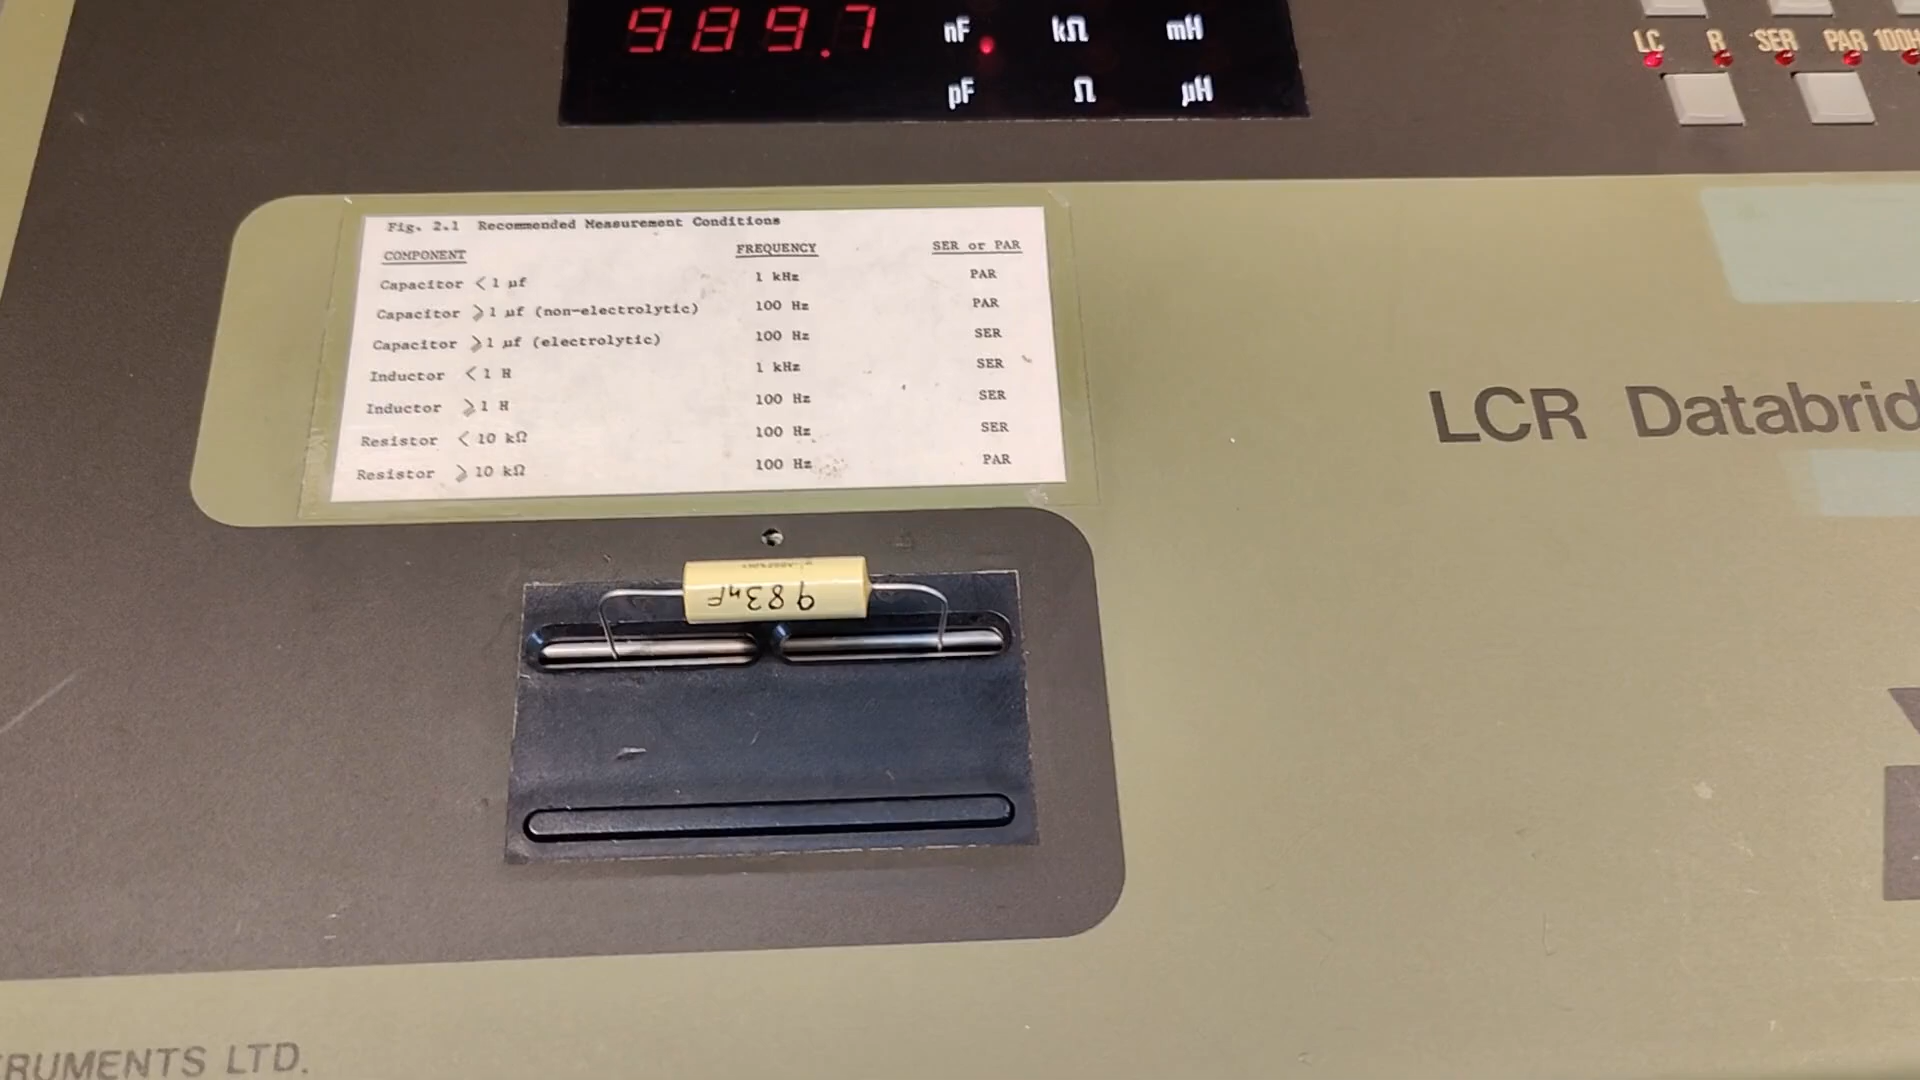 989.7
nF kΩ mH
pF Ω µH
LC R SER PAR 100H
Fig. 2.1 Recommended Measurement Conditions
COMPONENT FREQUENCY SER or PAR
Capacitor < 1 µf 1 kHz PAR
Capacitor ⩾ 1 µf (non-electrolytic) 100 Hz PAR
Capacitor ⩾ 1 µf (electrolytic) 100 Hz SER
Inductor < 1 H 1 kHz SER
Inductor ⩾ 1 H 100 Hz SER
Resistor < 10 kΩ 100 Hz SER
Resistor ⩾ 10 kΩ 100 Hz PAR
LCR Databrid
983nF
RUMENTS LTD.